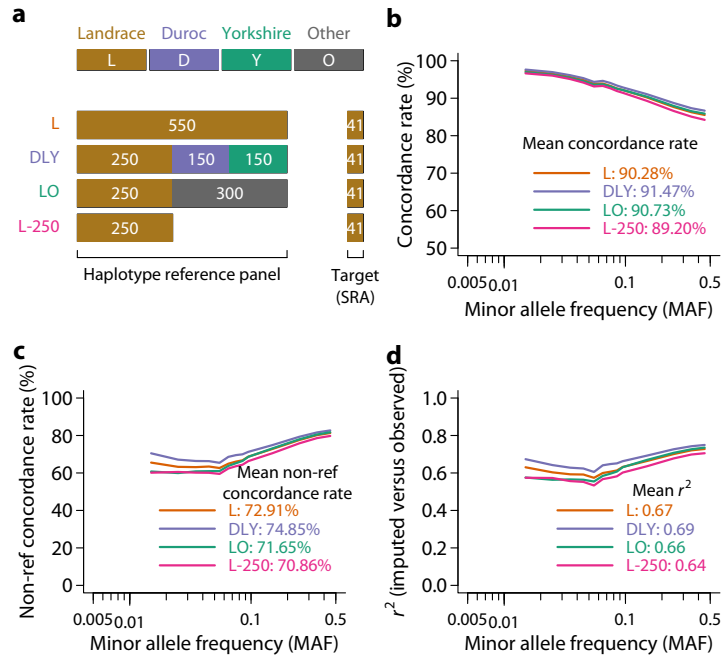 a
Landrace Duroc Yorkshire Other
L D Y O
L 550 41
DLY 250 150 150 41
LO 250 300 41
L-250 250 41
Haplotype reference panel
Target
(SRA)
b
Concordance rate (%)
100
90
80
70
60
50
Mean concordance rate
L: 90.28%
DLY: 91.47%
LO: 90.73%
L-250: 89.20%
0.005 0.01 0.1 0.5
Minor allele frequency (MAF)
c
Non-ref concordance rate (%)
100
80
60
40
20
0
Mean non-ref
concordance rate
L: 72.91%
DLY: 74.85%
LO: 71.65%
L-250: 70.86%
0.005 0.01 0.1 0.5
Minor allele frequency (MAF)
d
r² (imputed versus observed)
1.0
0.8
0.6
0.4
0.2
0.0
Mean r²
L: 0.67
DLY: 0.69
LO: 0.66
L-250: 0.64
0.005 0.01 0.1 0.5
Minor allele frequency (MAF)